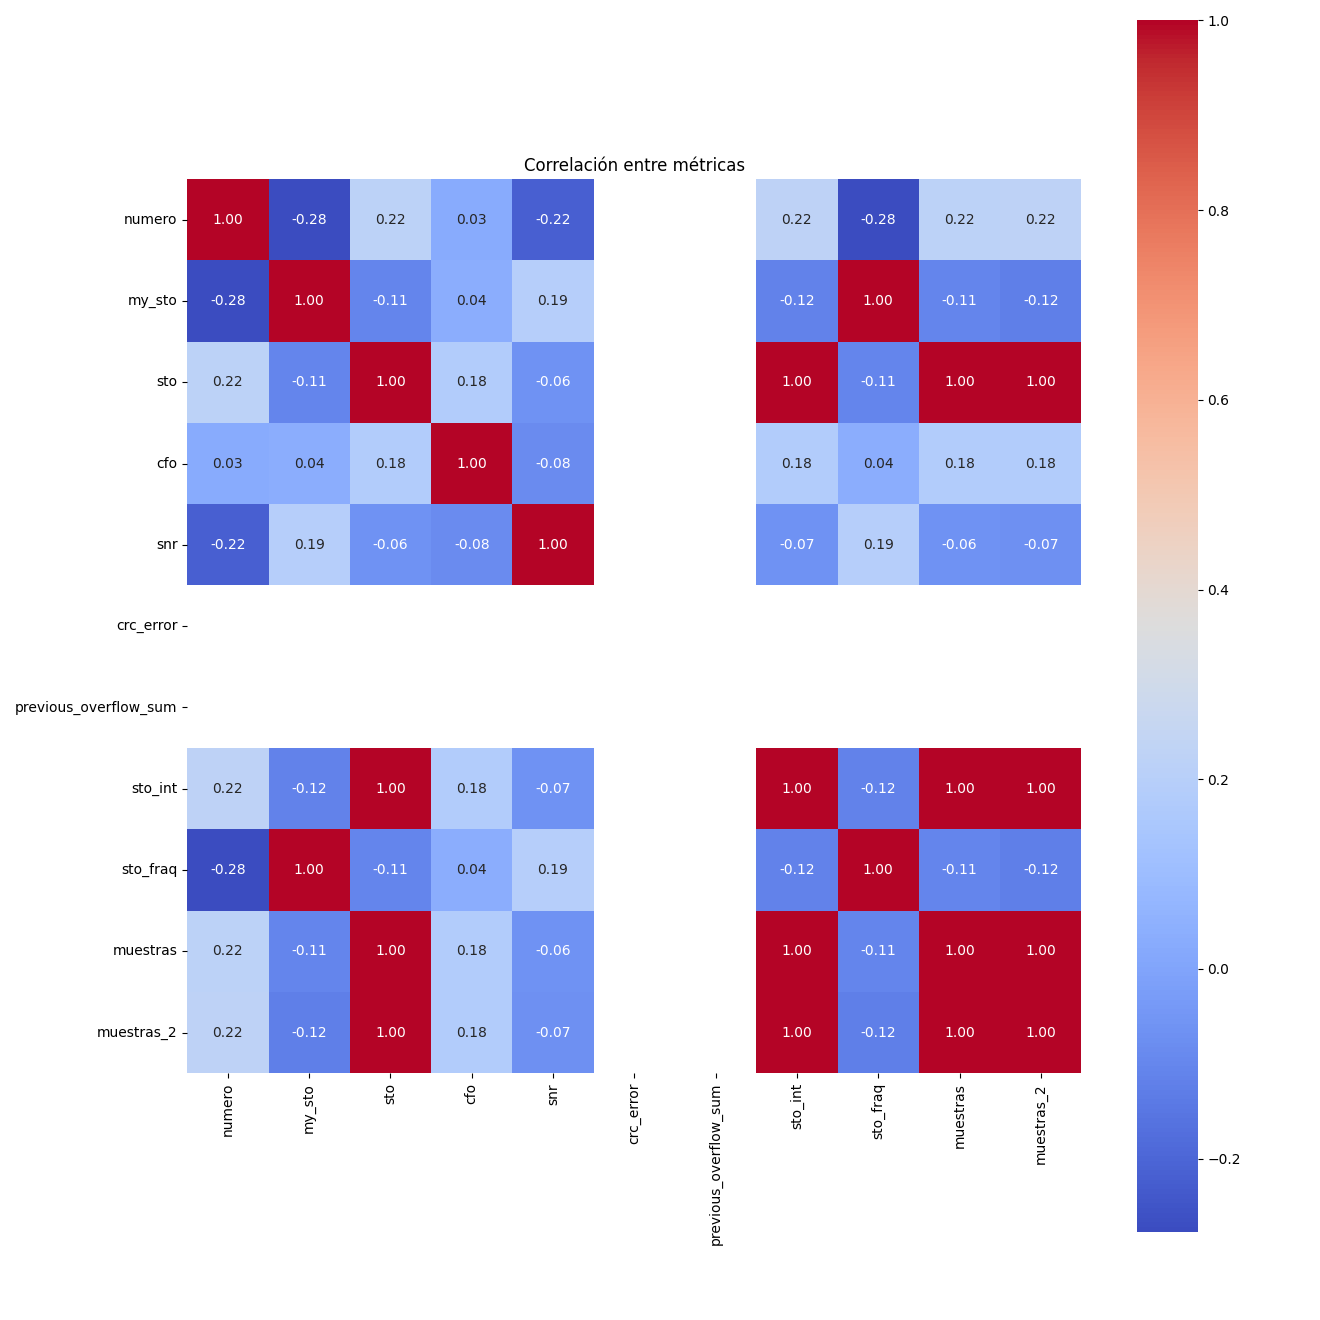 Correlación entre métricas
numero 1.00 -0.28 0.22 0.03 -0.22 0.22 -0.28 0.22 0.22
my_sto -0.28 1.00 -0.11 0.04 0.19 -0.12 1.00 -0.11 -0.12
sto 0.22 -0.11 1.00 0.18 -0.06 1.00 -0.11 1.00 1.00
cfo 0.03 0.04 0.18 1.00 -0.08 0.18 0.04 0.18 0.18
snr -0.22 0.19 -0.06 -0.08 1.00 -0.07 0.19 -0.06 -0.07
crc_error
previous_overflow_sum
sto_int 0.22 -0.12 1.00 0.18 -0.07 1.00 -0.12 1.00 1.00
sto_fraq -0.28 1.00 -0.11 0.04 0.19 -0.12 1.00 -0.11 -0.12
muestras 0.22 -0.11 1.00 0.18 -0.06 1.00 -0.11 1.00 1.00
muestras_2 0.22 -0.12 1.00 0.18 -0.07 1.00 -0.12 1.00 1.00
numero
my_sto
sto
cfo
snr
crc_error
previous_overflow_sum
sto_int
sto_fraq
muestras
muestras_2
1.0
0.8
0.6
0.4
0.2
0.0
−0.2